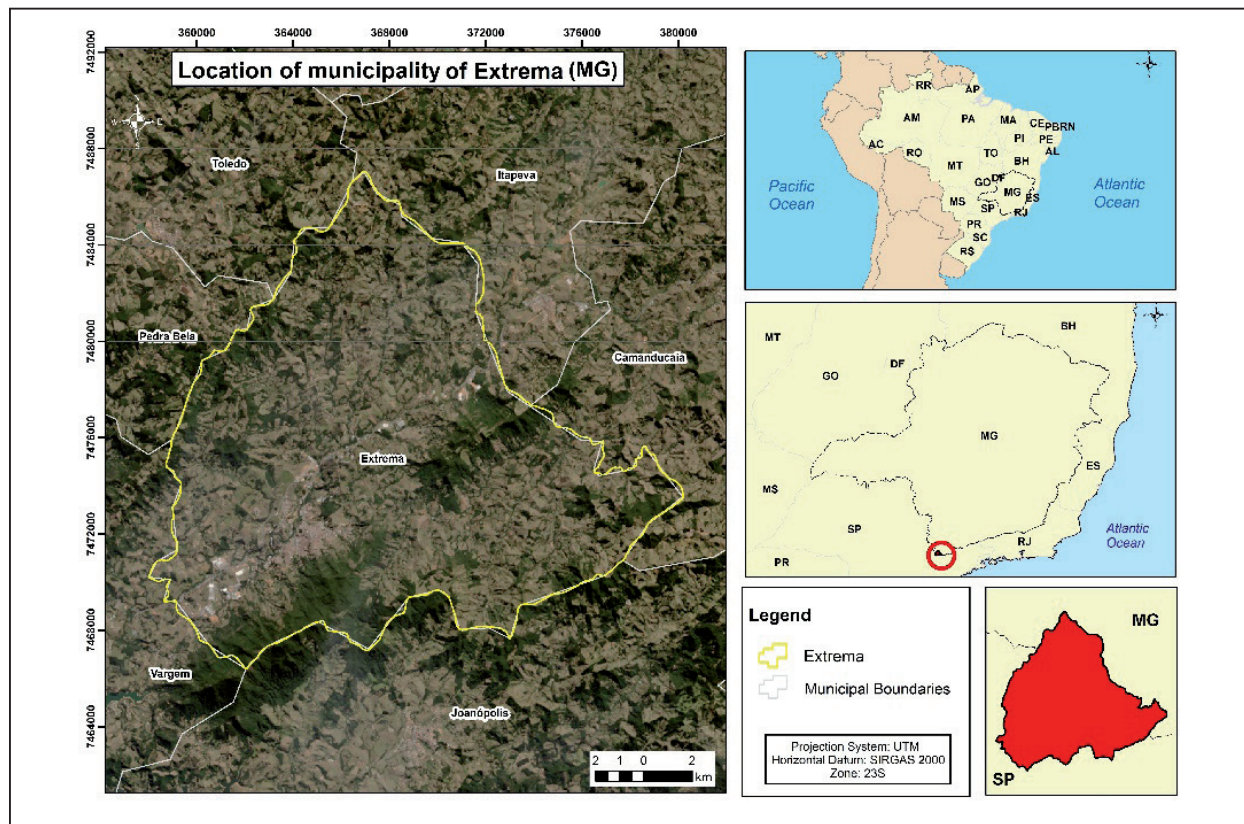 360000 364000 368000 372000 376000 380000
7492000
7488000
7484000
7480000
7476000
7472000
7468000
7464000
Location of municipality of Extrema (MG)
N
W E
S
Toledo
Itapeva
Pedra Bela
Camanducaia
Extrema
Vargem
Joanópolis
2 1 0 2
km
RR AP
AM PA MA CE
PBRN
PI PE
AC RO TO AL
MT BH
GO DF
MG
MS ES
SP
RJ
PR
SC
RS
Pacific
Ocean
Atlantic
Ocean
BH
MT
DF
GO
MG
ES
MS
SP
RJ
PR
Atlantic
Ocean
Legend
Extrema
Municipal Boundaries
Projection System: UTM
Horizontal Datum: SIRGAS 2000
Zone: 23S
MG
SP